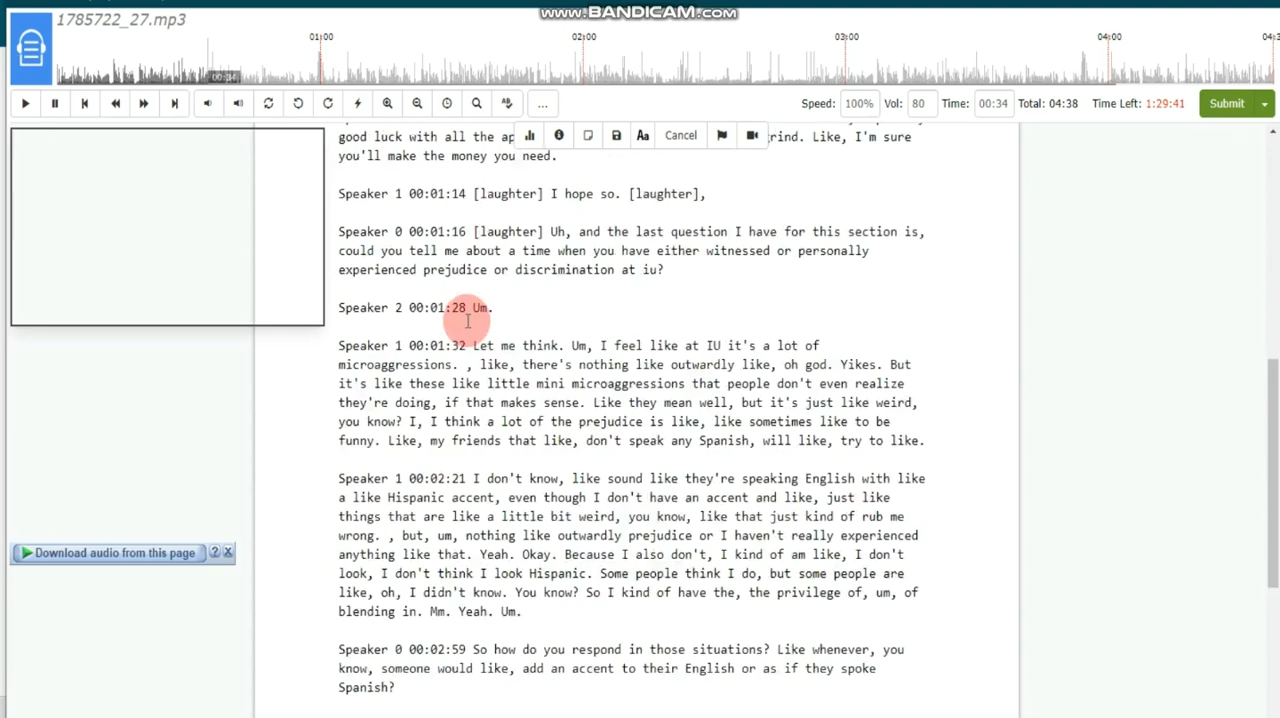 www.BANDICAM.com
1785722_27.mp3
01:00 02:00 03:00 04:00 04:3
00:34
... Speed: 100% Vol: 80 Time: 00:34 Total: 04:38 Time Left: 1:29:41 Submit
good luck with all the ap rind. Like, I'm sure
Aa Cancel
you'll make the money you need.
Speaker 1 00:01:14 [laughter] I hope so. [laughter],
Speaker 0 00:01:16 [laughter] Uh, and the last question I have for this section is,
could you tell me about a time when you have either witnessed or personally
experienced prejudice or discrimination at iu?
Speaker 2 00:01:28 Um.
Speaker 1 00:01:32 Let me think. Um, I feel like at IU it's a lot of
microaggressions. , like, there's nothing like outwardly like, oh god. Yikes. But
it's like these like little mini microaggressions that people don't even realize
they're doing, if that makes sense. Like they mean well, but it's just like weird,
you know? I, I think a lot of the prejudice is like, like sometimes like to be
funny. Like, my friends that like, don't speak any Spanish, will like, try to like.
Speaker 1 00:02:21 I don't know, like sound like they're speaking English with like
a like Hispanic accent, even though I don't have an accent and like, just like
things that are like a little bit weird, you know, like that just kind of rub me
wrong. , but, um, nothing like outwardly prejudice or I haven't really experienced
anything like that. Yeah. Okay. Because I also don't, I kind of am like, I don't
look, I don't think I look Hispanic. Some people think I do, but some people are
like, oh, I didn't know. You know? So I kind of have the, the privilege of, um, of
blending in. Mm. Yeah. Um.
Download audio from this page ? X
Speaker 0 00:02:59 So how do you respond in those situations? Like whenever, you
know, someone would like, add an accent to their English or as if they spoke
Spanish?